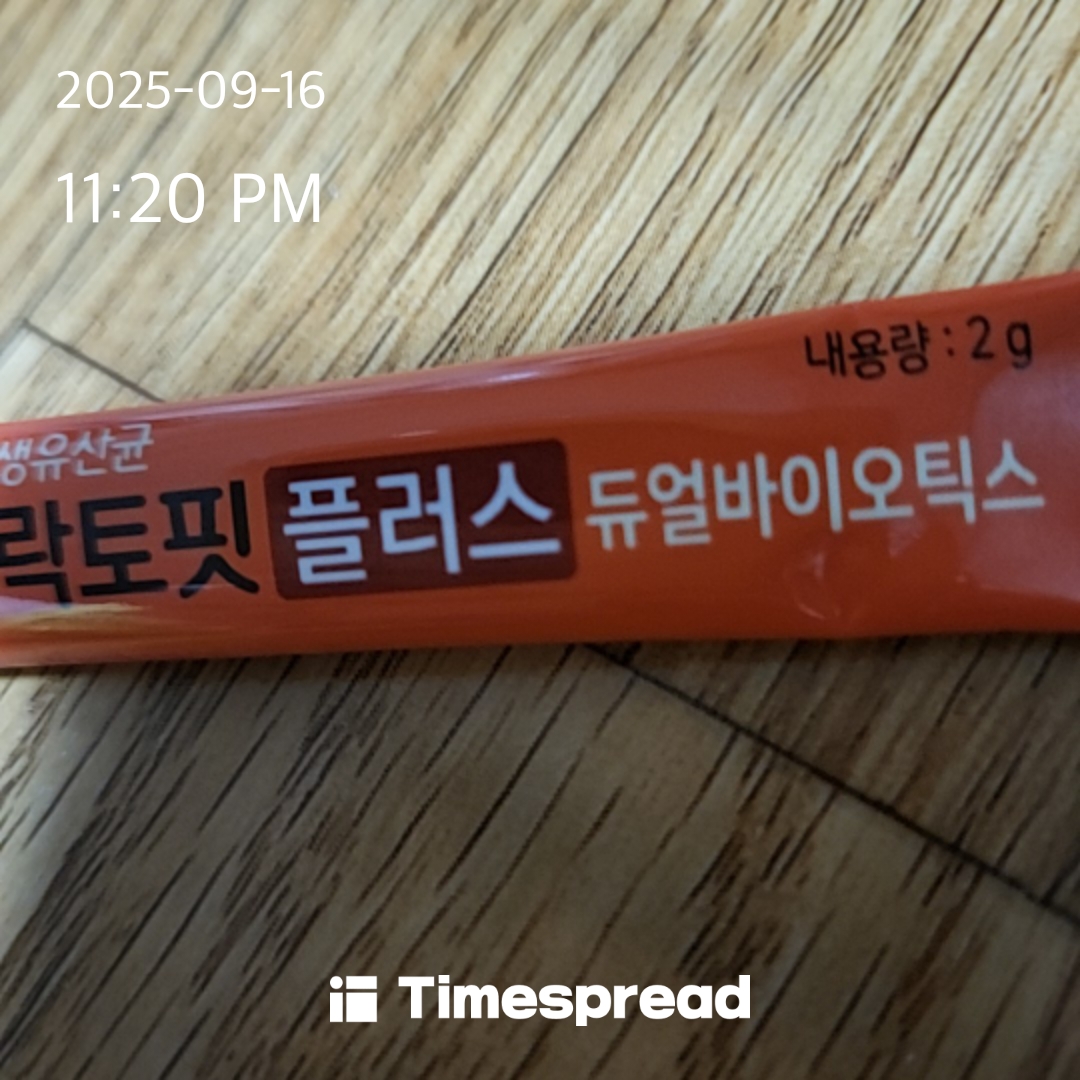 2025-09-16
11:20 PM
내용량 : 2 g
생유산균
락토핏 플러스 듀얼바이오틱스
Timespread